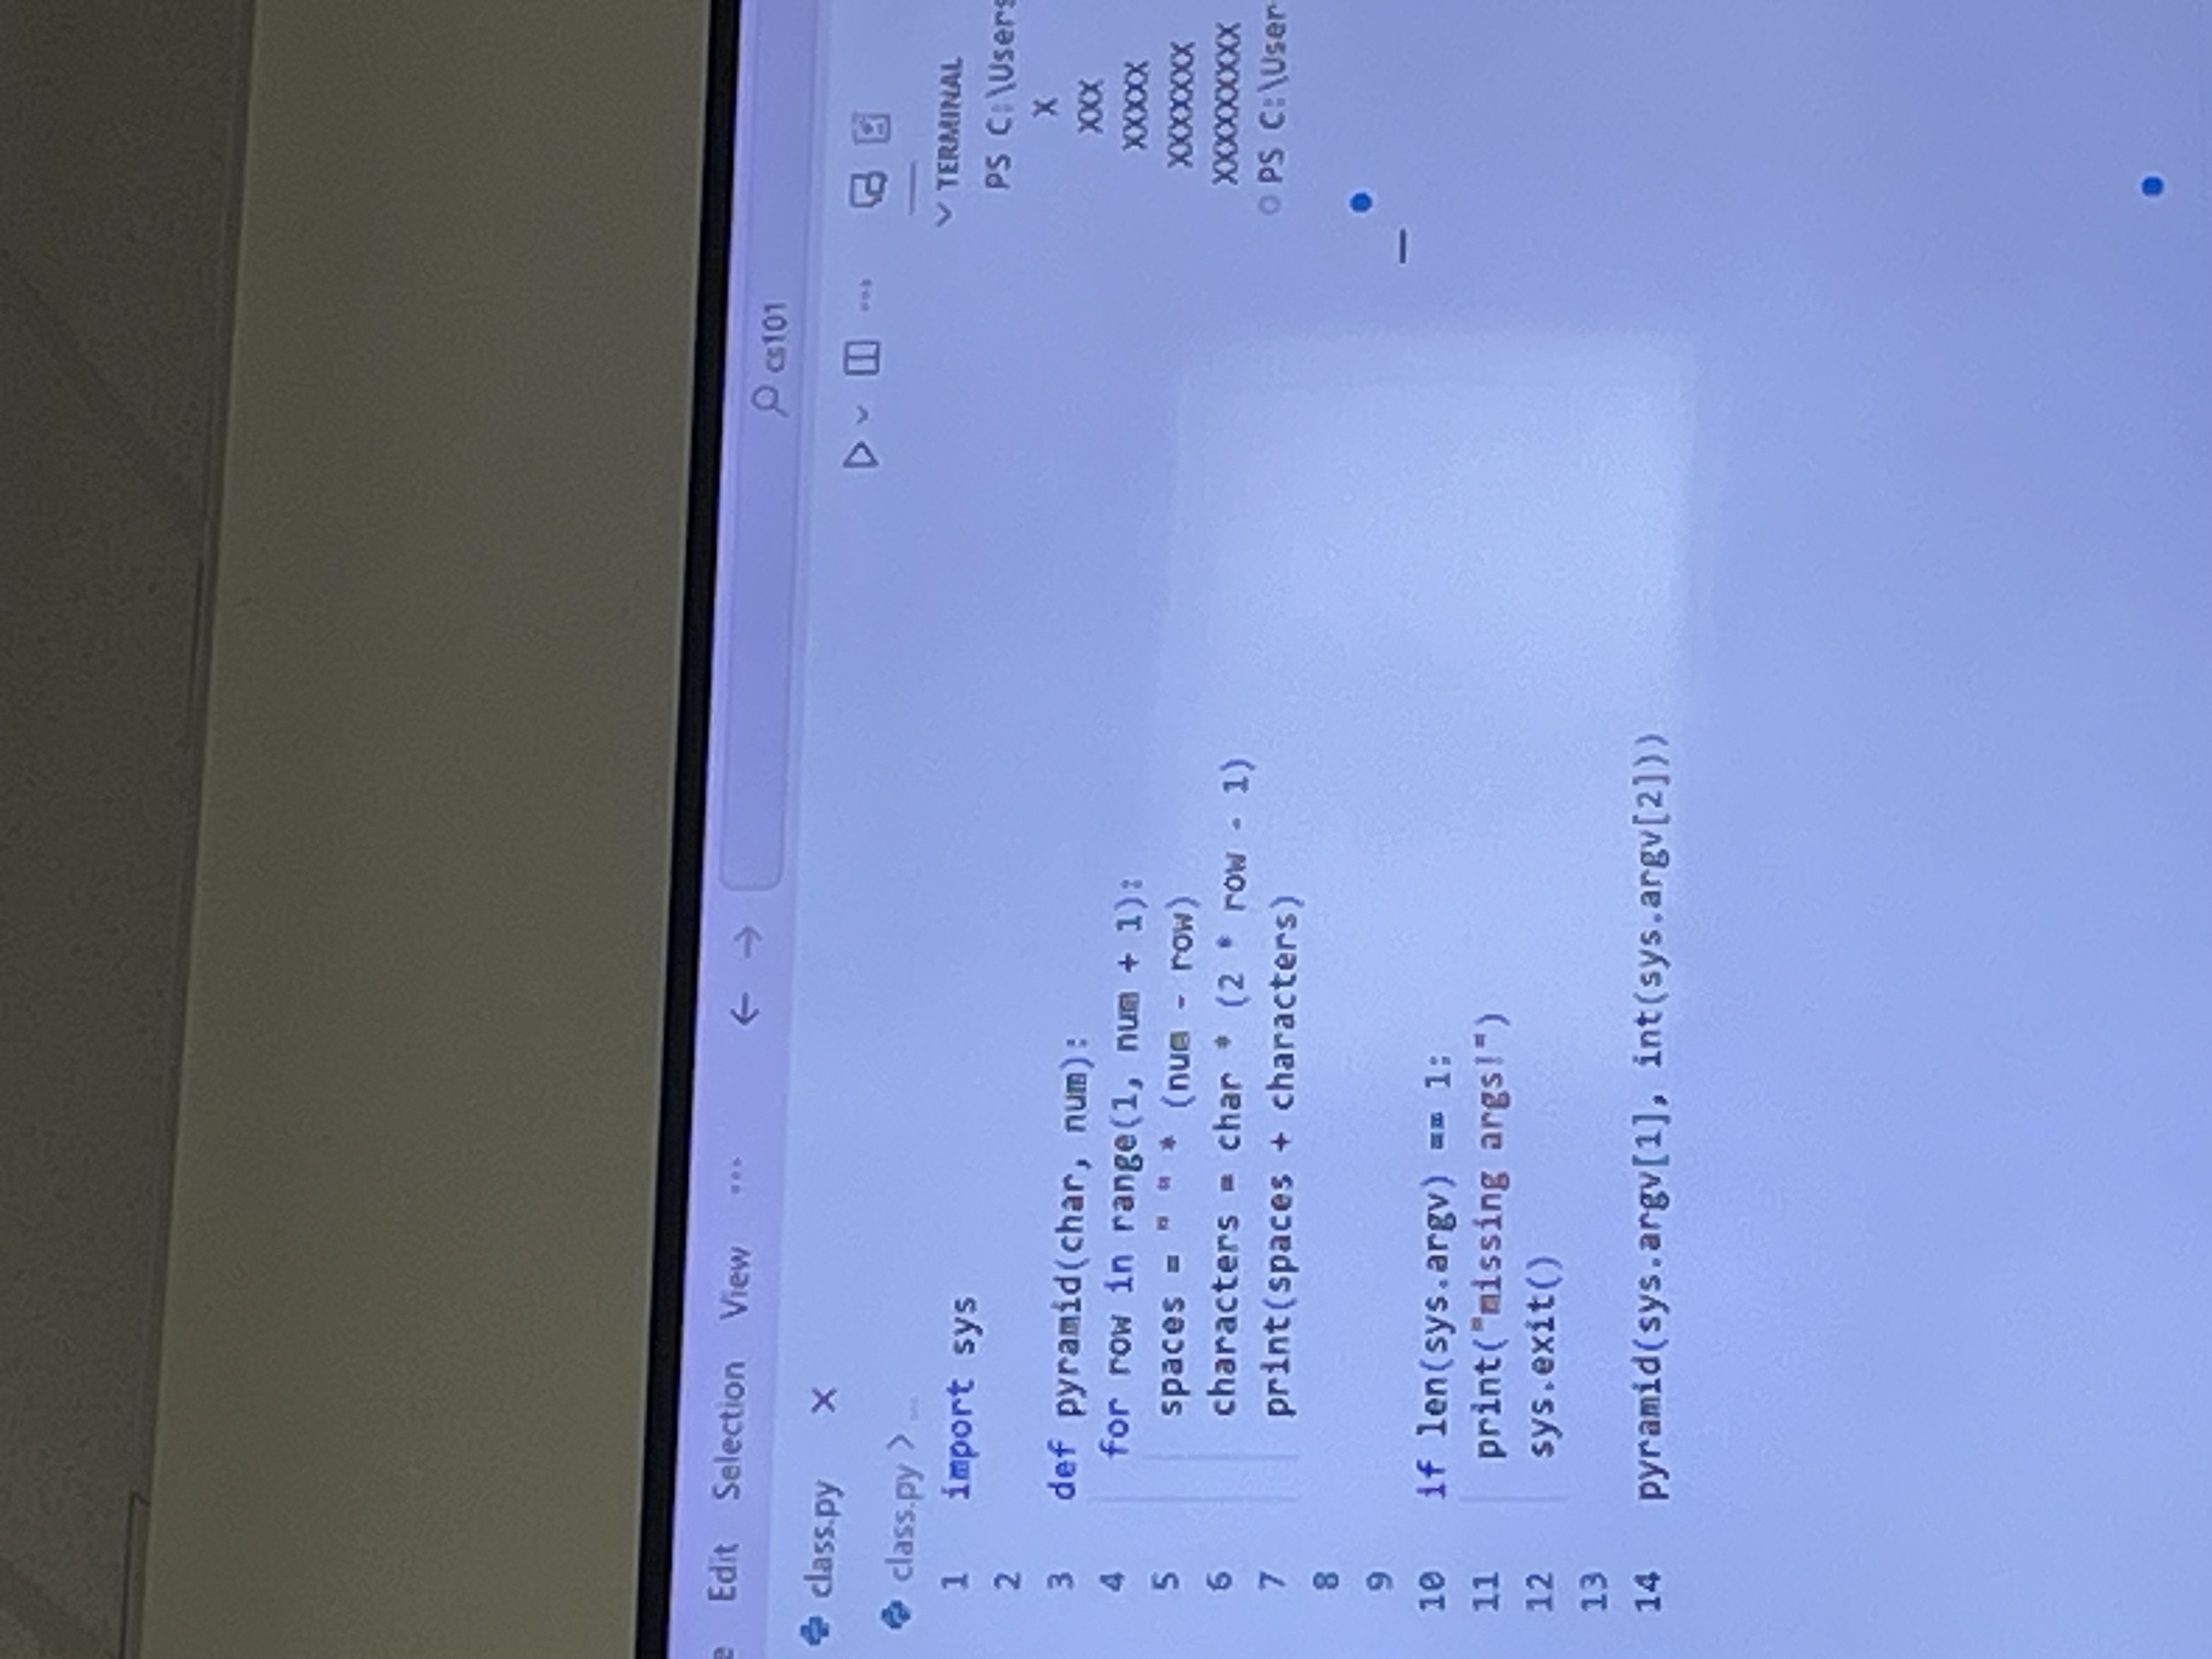 Edit Selection View ... ← → cs101
class.py ×
class.py > ...
1 import sys
2
3 def pyramid(char, num):
4   for row in range(1, num + 1):
5     spaces = " " * (num - row)
6     characters = char * (2 * row - 1)
7     print(spaces + characters)
8
9
10 if len(sys.argv) == 1:
11   print("missing args!")
12   sys.exit()
13
14 pyramid(sys.argv[1], int(sys.argv[2]))
TERMINAL
PS C:\Users
    X
   XXX
  XXXXX
 XXXXXXX
XXXXXXXXX
PS C:\User